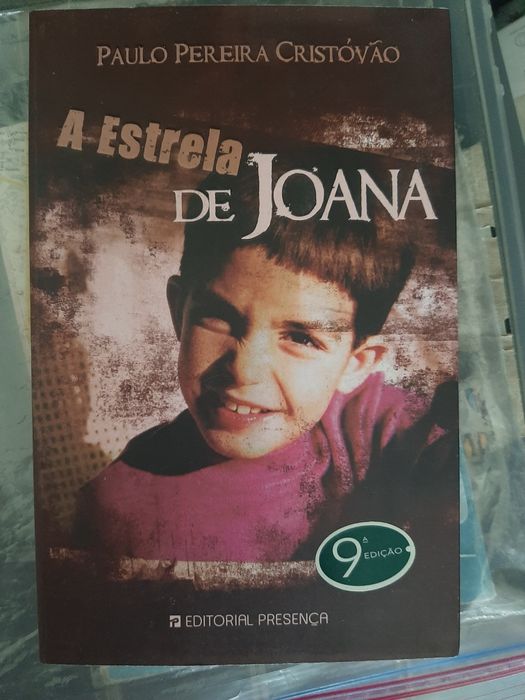 PAULO PEREIRA CRISTÓVÃO
A Estrela
DE JOANA
9ª EDIÇÃO
EDITORIAL PRESENÇA